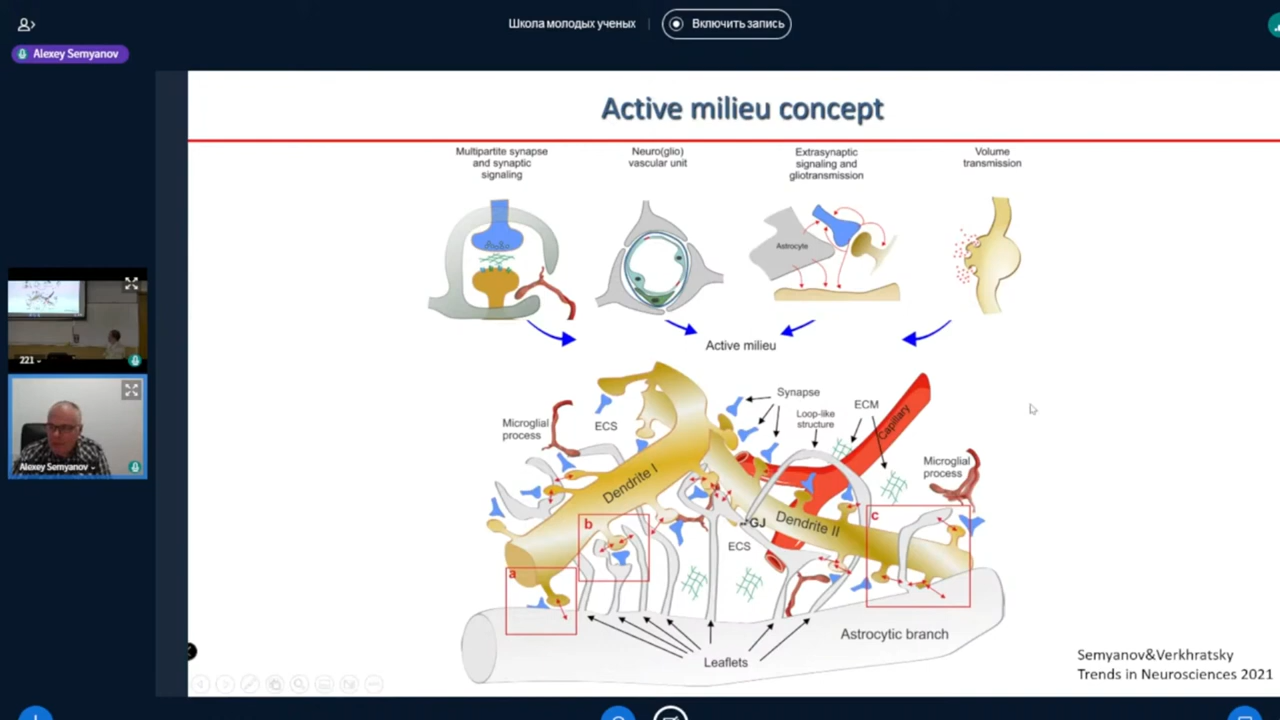 Школа молодых ученых
Включить запись
Alexey Semyanov
Active milieu concept
Multipartite synapse
and synaptic
signaling
Neuro(glio)
vascular unit
Extrasynaptic
signaling and
gliotransmission
Volume
transmission
Astrocyte
Active milieu
221
Alexey Semyanov
Microglial
process
ECS
Synapse
Loop-like
structure
ECM
Capillary
Microglial
process
Dendrite I
GJ
Dendrite II
ECS
a
b
c
Astrocytic branch
Leaflets
Semyanov&Verkhratsky
Trends in Neurosciences 2021